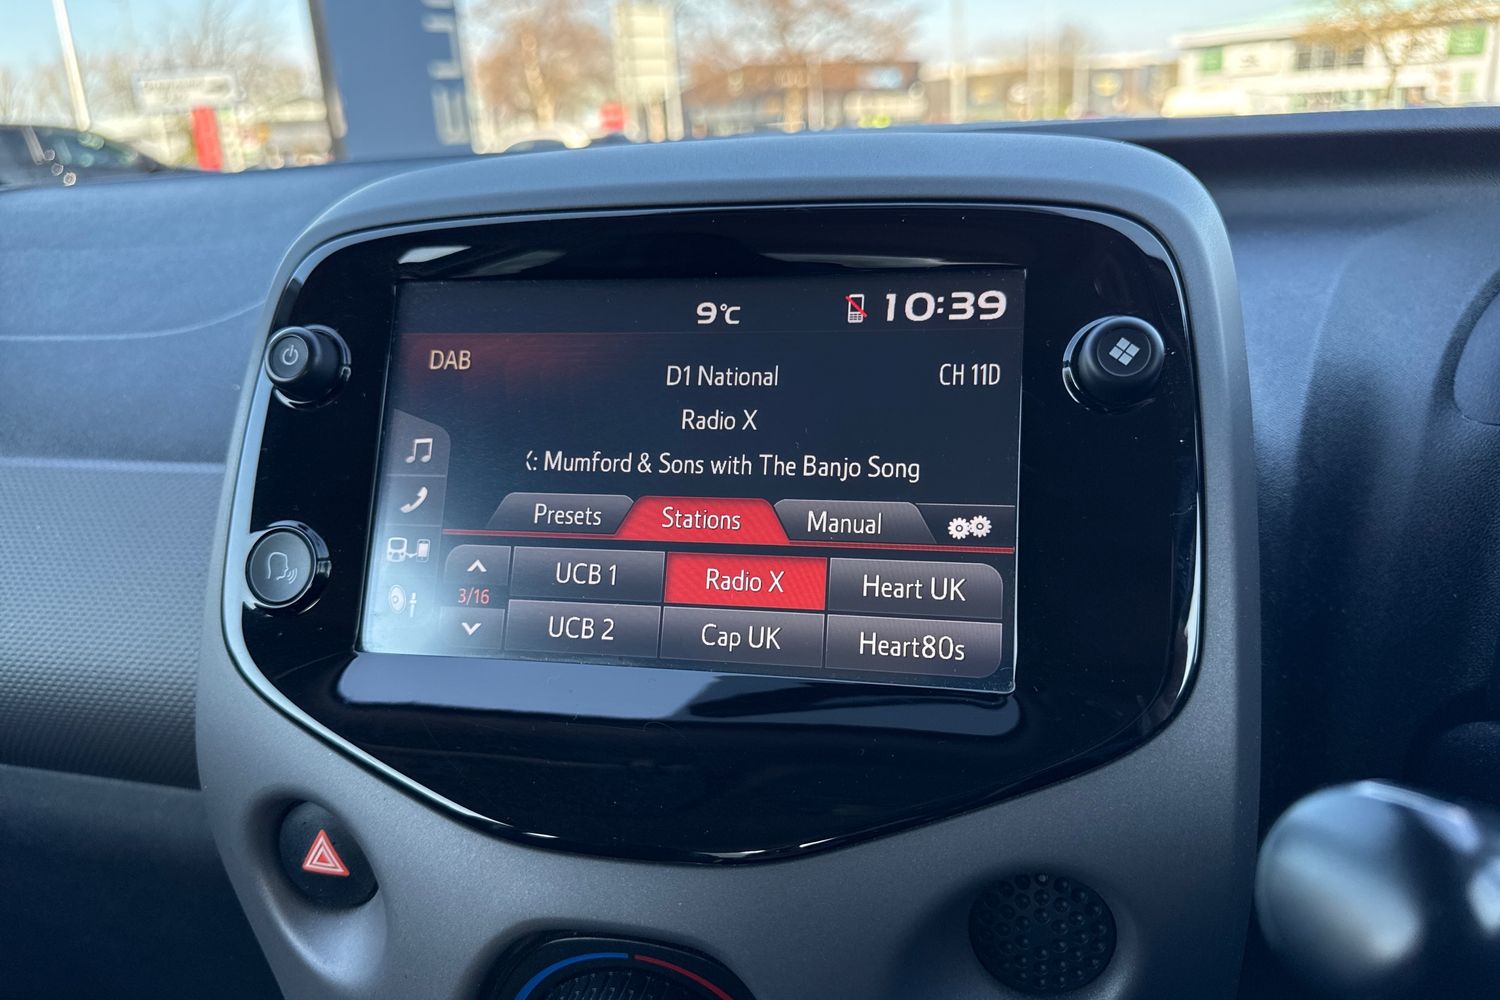 9°C 10:39
DAB
D1 National CH 11D
Radio X
: Mumford & Sons with The Banjo Song
Presets Stations Manual
UCB 1 Radio X Heart UK
3/16
UCB 2 Cap UK Heart80s